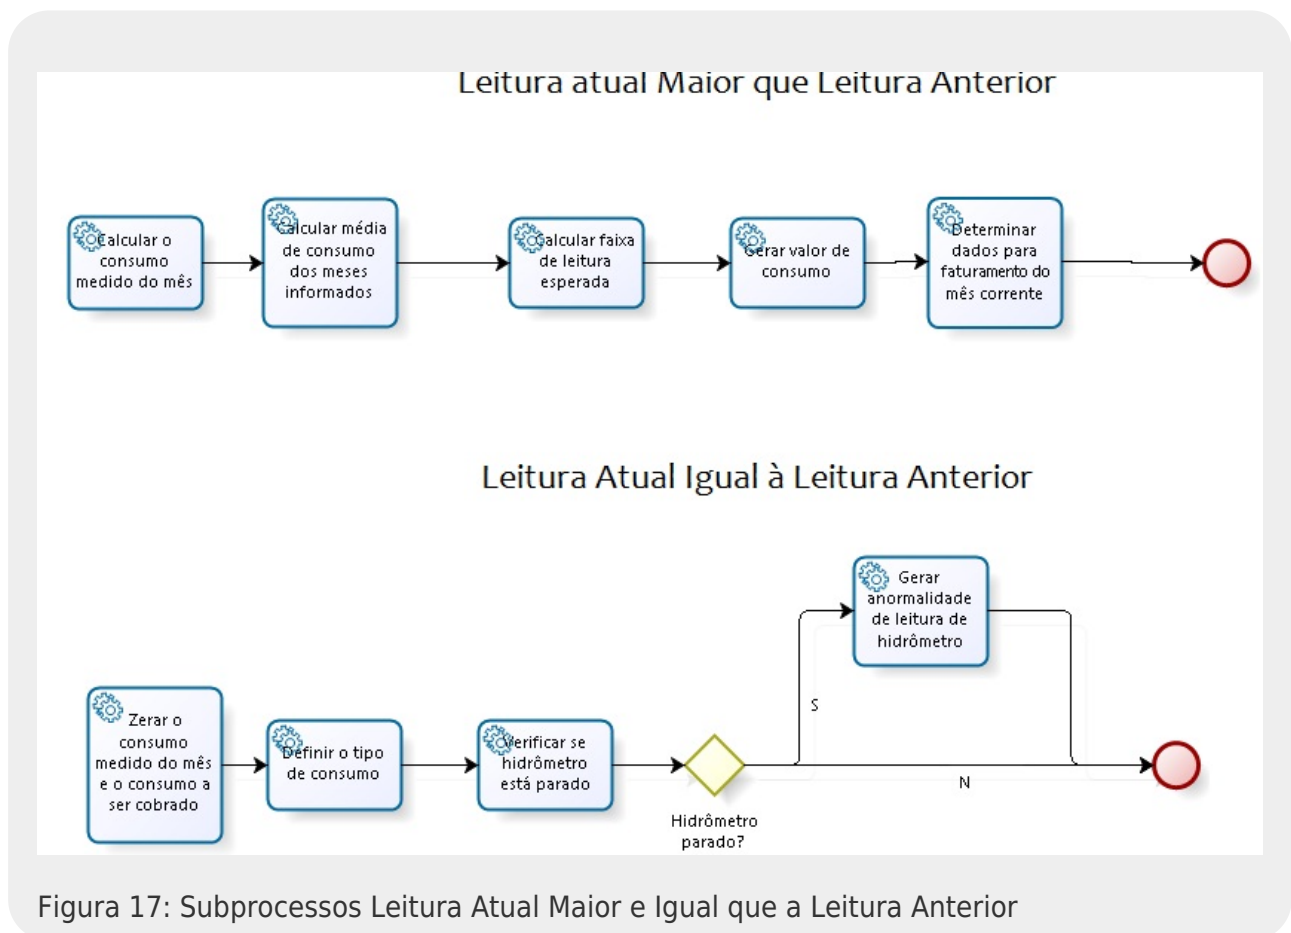 Leitura atual Maior que Leitura Anterior
Calcular o
consumo
medido do mês
Calcular média
de consumo
dos meses
informados
Calcular faixa
de leitura
esperada
Gerar valor de
consumo
Determinar
dados para
faturamento do
mês corrente
Leitura Atual Igual à Leitura Anterior
Zerar o
consumo
medido do mês
e o consumo a
ser cobrado
Definir o tipo
de consumo
Verificar se
hidrômetro
está parado
Hidrômetro
parado?
S
Gerar
anormalidade
de leitura de
hidrômetro
N
Figura 17: Subprocessos Leitura Atual Maior e Igual que a Leitura Anterior